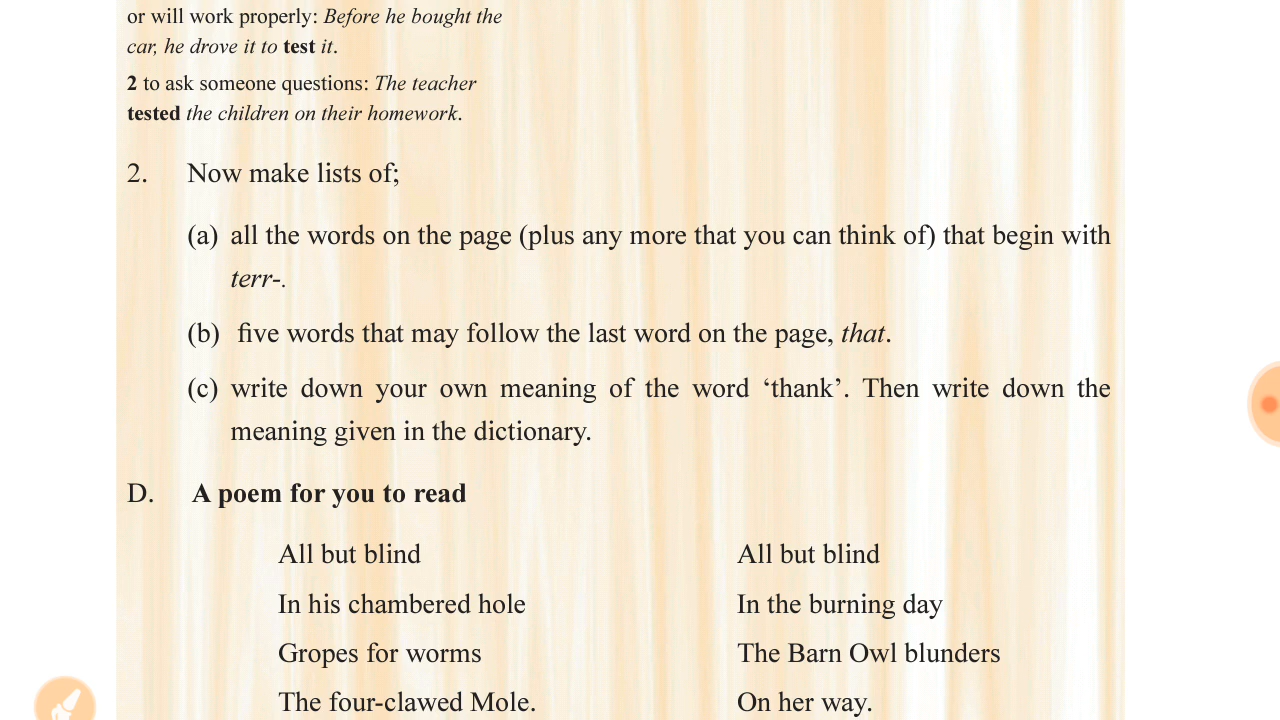 or will work properly: Before he bought the
car, he drove it to test it.
2 to ask someone questions: The teacher
tested the children on their homework.
2. Now make lists of;
(a) all the words on the page (plus any more that you can think of) that begin with
terr-.
(b) five words that may follow the last word on the page, that.
(c) write down your own meaning of the word ‘thank’. Then write down the
meaning given in the dictionary.
D. A poem for you to read
All but blind
In his chambered hole
Gropes for worms
The four-clawed Mole.
All but blind
In the burning day
The Barn Owl blunders
On her way.